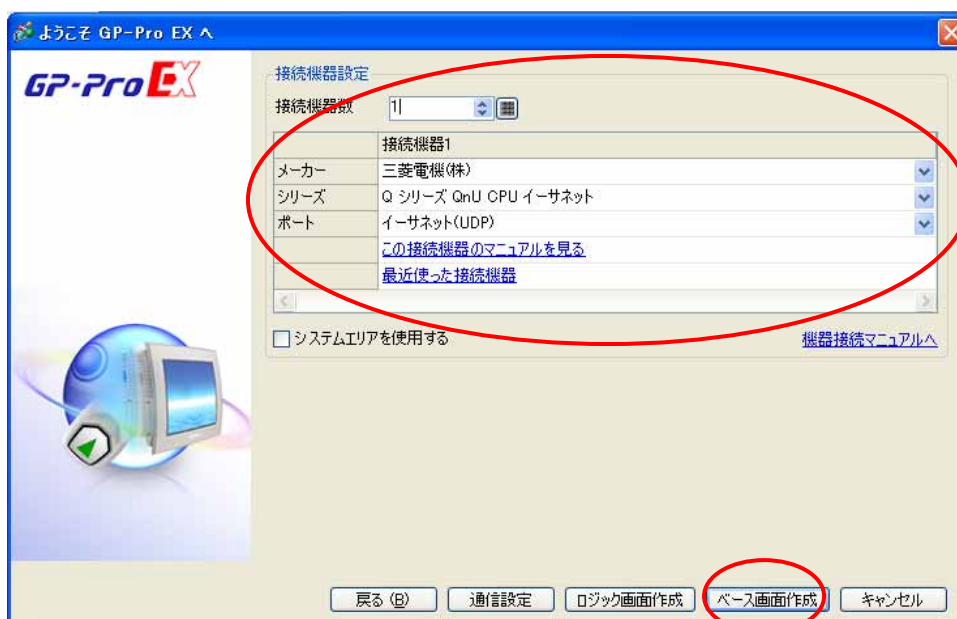 ようこそ GP-Pro EX へ
GP-Pro EX
接続機器設定
接続機器数 1
接続機器1
メーカー 三菱電機(株)
シリーズ Q シリーズ QnU CPU イーサネット
ポート イーサネット(UDP)
この接続機器のマニュアルを見る
最近使った接続機器
システムエリアを使用する 機器接続マニュアルへ
戻る (B) 通信設定 ロジック画面作成 ベース画面作成 キャンセル